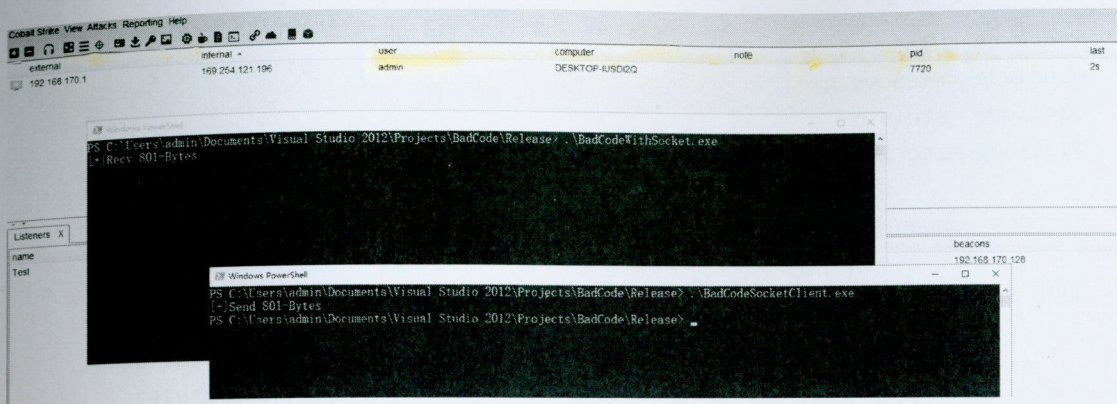 Cobalt Strike View Attacks Reporting Help
external internal user computer note pid last
192.168.170.1 169.254.121.196 admin DESKTOP-IUSDI2Q 7720 2s
Windows PowerShell
PS C:\Users\admin\Documents\Visual Studio 2012\Projects\BadCode\Release> .\BadCodeWithSocket.exe
[+]Recv 801-Bytes
Listeners X
name beacons
Test 192.168.170.128
Windows PowerShell
PS C:\Users\admin\Documents\Visual Studio 2012\Projects\BadCode\Release> .\BadCodeSocketClient.exe
[+]Send 801-Bytes
PS C:\Users\admin\Documents\Visual Studio 2012\Projects\BadCode\Release>